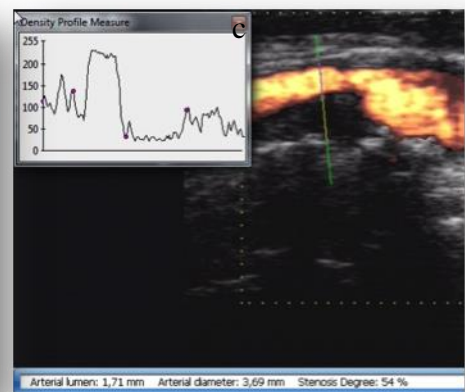 Density Profile Measure
c
255
200
150
100
50
0
Arterial lumen: 1,71 mm Arterial diameter: 3,69 mm Stenosis Degree: 54 %